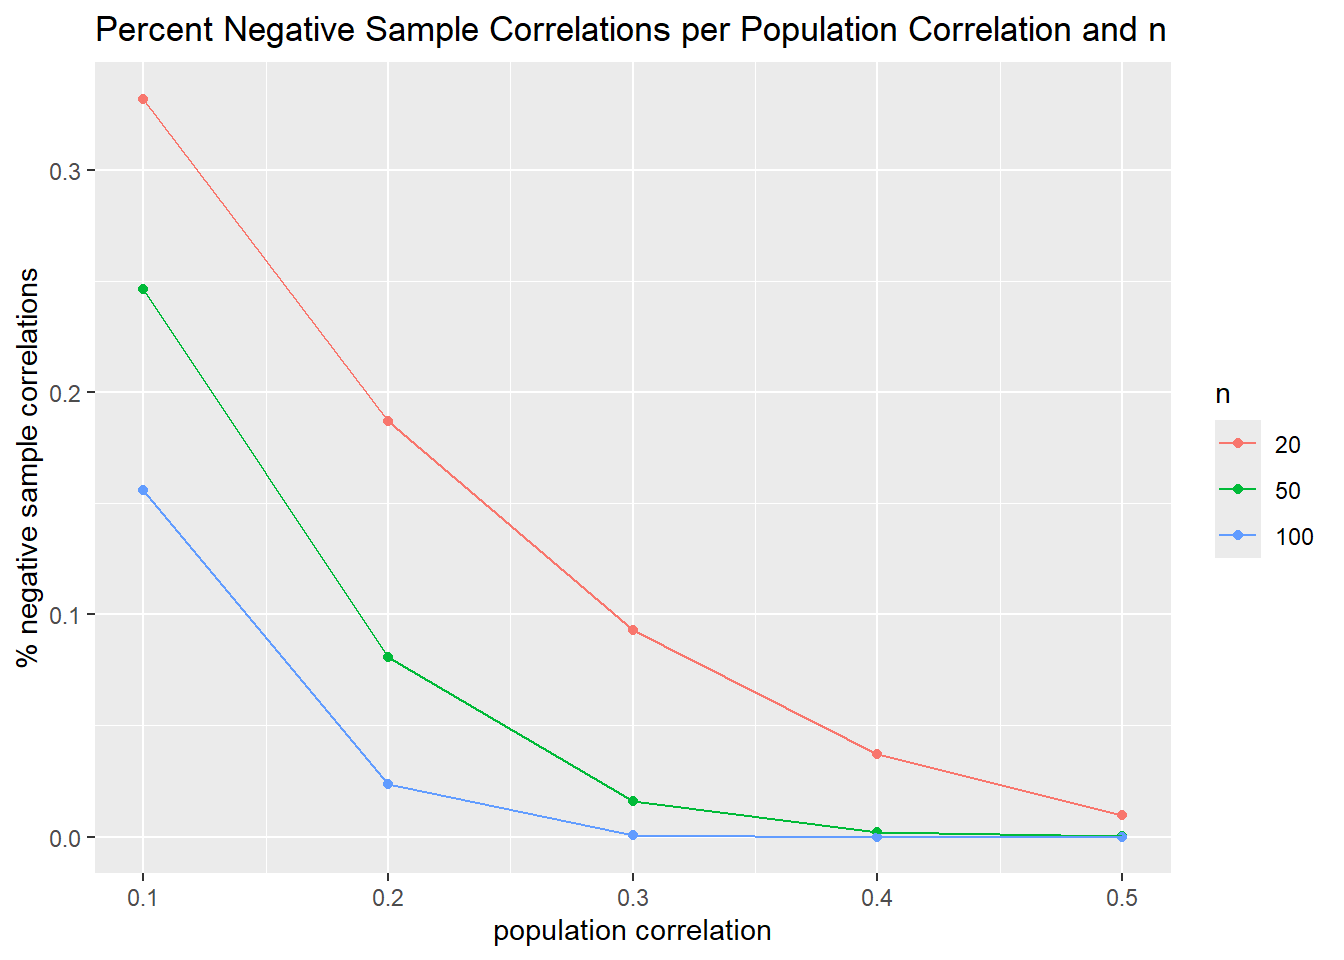 Percent Negative Sample Correlations per Population Correlation and n
% negative sample correlations
0.3
0.2
0.1
0.0
0.1 0.2 0.3 0.4 0.5
population correlation
n
20
50
100